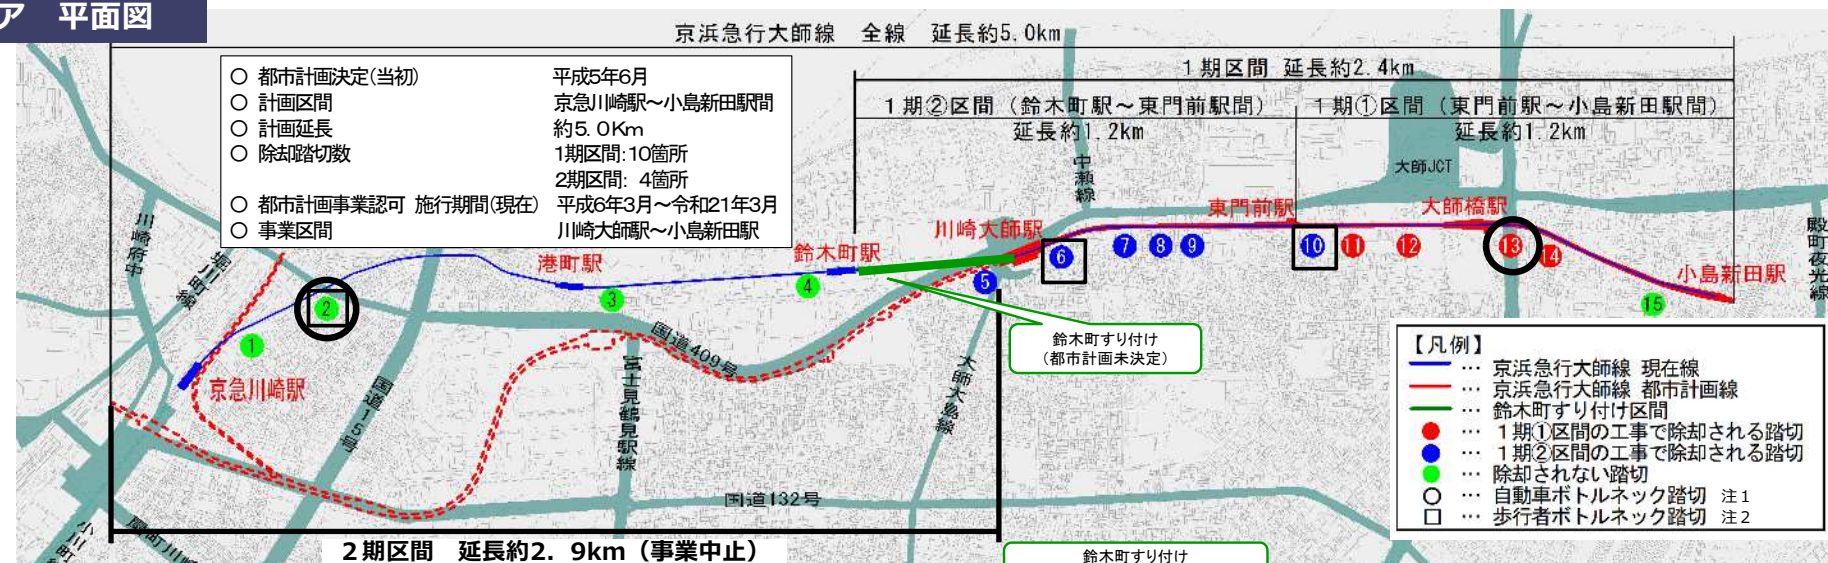 ア 平面図
京浜急行大師線 全線 延長約5.0km
1期区間 延長約2.4km
1期②区間（鈴木町駅～東門前駅間）
延長約1.2km
1期①区間（東門前駅～小島新田駅間）
延長約1.2km
○ 都市計画決定(当初) 平成5年6月
○ 計画区間 京急川崎駅～小島新田駅間
○ 計画延長 約5.0Km
○ 除却踏切数 1期区間:10箇所
2期区間: 4箇所
○ 都市計画事業認可 施行期間(現在) 平成6年3月～令和21年3月
○ 事業区間 川崎大師駅～小島新田駅
川崎府中
堀川町線
京急川崎駅
港町駅
鈴木町駅
川崎大師駅
東門前駅
大師橋駅
小島新田駅
中瀬線
大師JCT
殿町夜光線
1
2
3
4
5
6
7
8
9
10
11
12
13
14
15
国道409号
国道15号
富士見鶴見駅線
大師大島線
国道132号
小川町
鈴木町すり付け
（都市計画未決定）
【凡例】
… 京浜急行大師線 現在線
… 京浜急行大師線 都市計画線
… 鈴木町すり付け区間
… 1期①区間の工事で除却される踏切
… 1期②区間の工事で除却される踏切
… 除却されない踏切
… 自動車ボトルネック踏切 注1
… 歩行者ボトルネック踏切 注2
2期区間 延長約2.9km（事業中止）
鈴木町すり付け